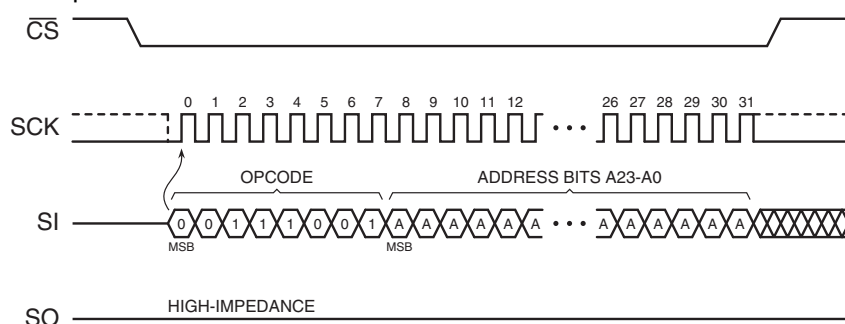 CS
0 1 2 3 4 5 6 7 8 9 10 11 12 26 27 28 29 30 31
SCK
OPCODE ADDRESS BITS A23-A0
SI 0 0 1 1 1 0 0 1 A A A A A A A A A A A A
MSB MSB
HIGH-IMPEDANCE
SO